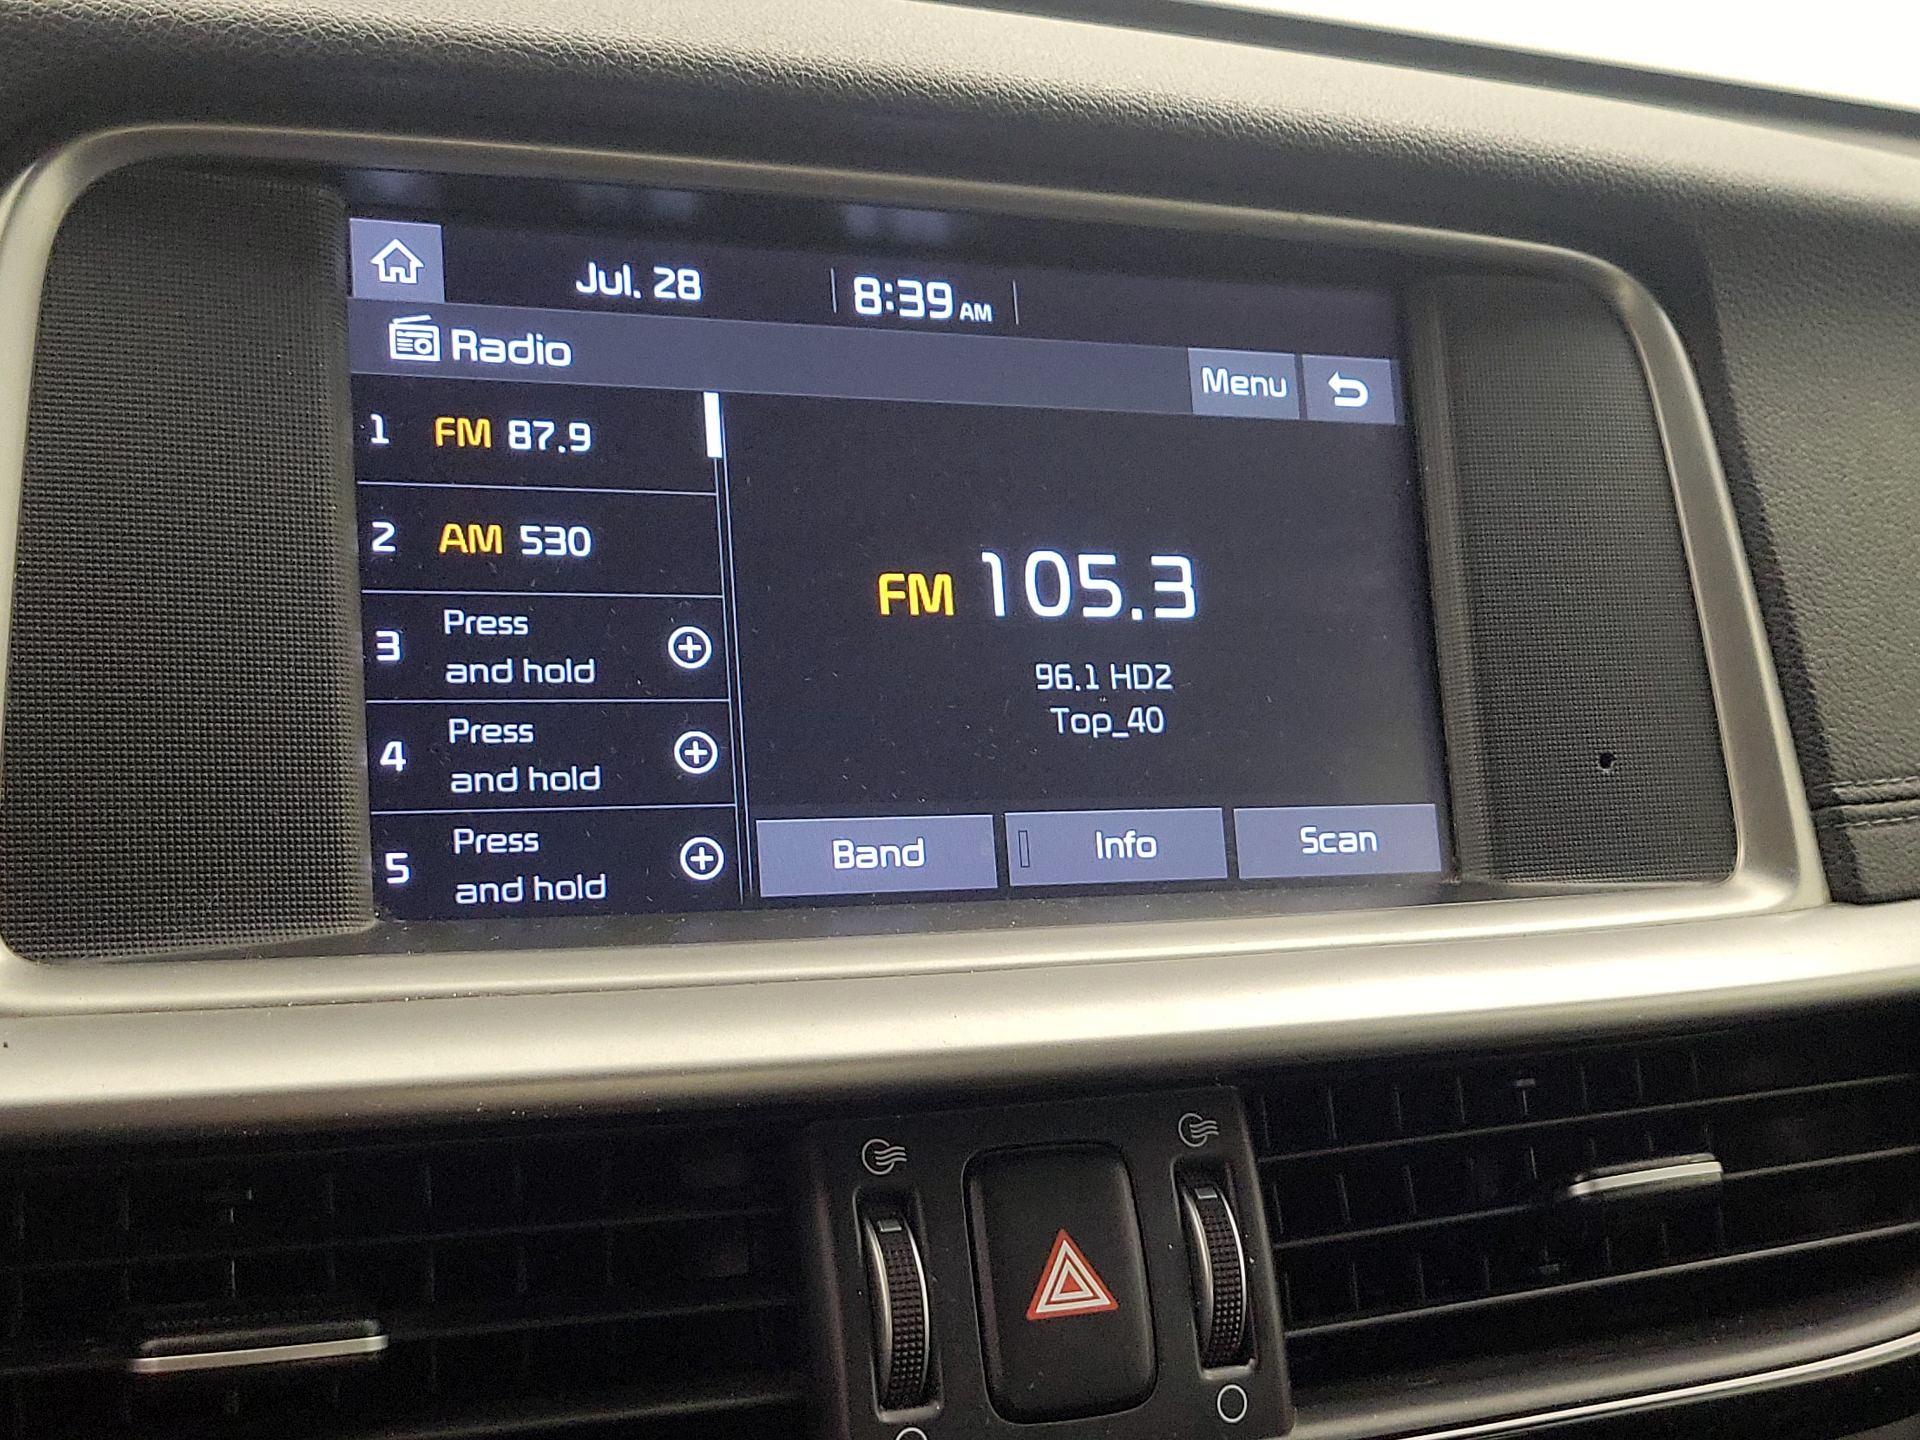 Jul. 28
8:39 AM
Radio
Menu
1 FM 87.9
2 AM 530
3 Press
and hold
4 Press
and hold
5 Press
and hold
FM 105.3
96.1 HD2
Top_40
Band
Info
Scan